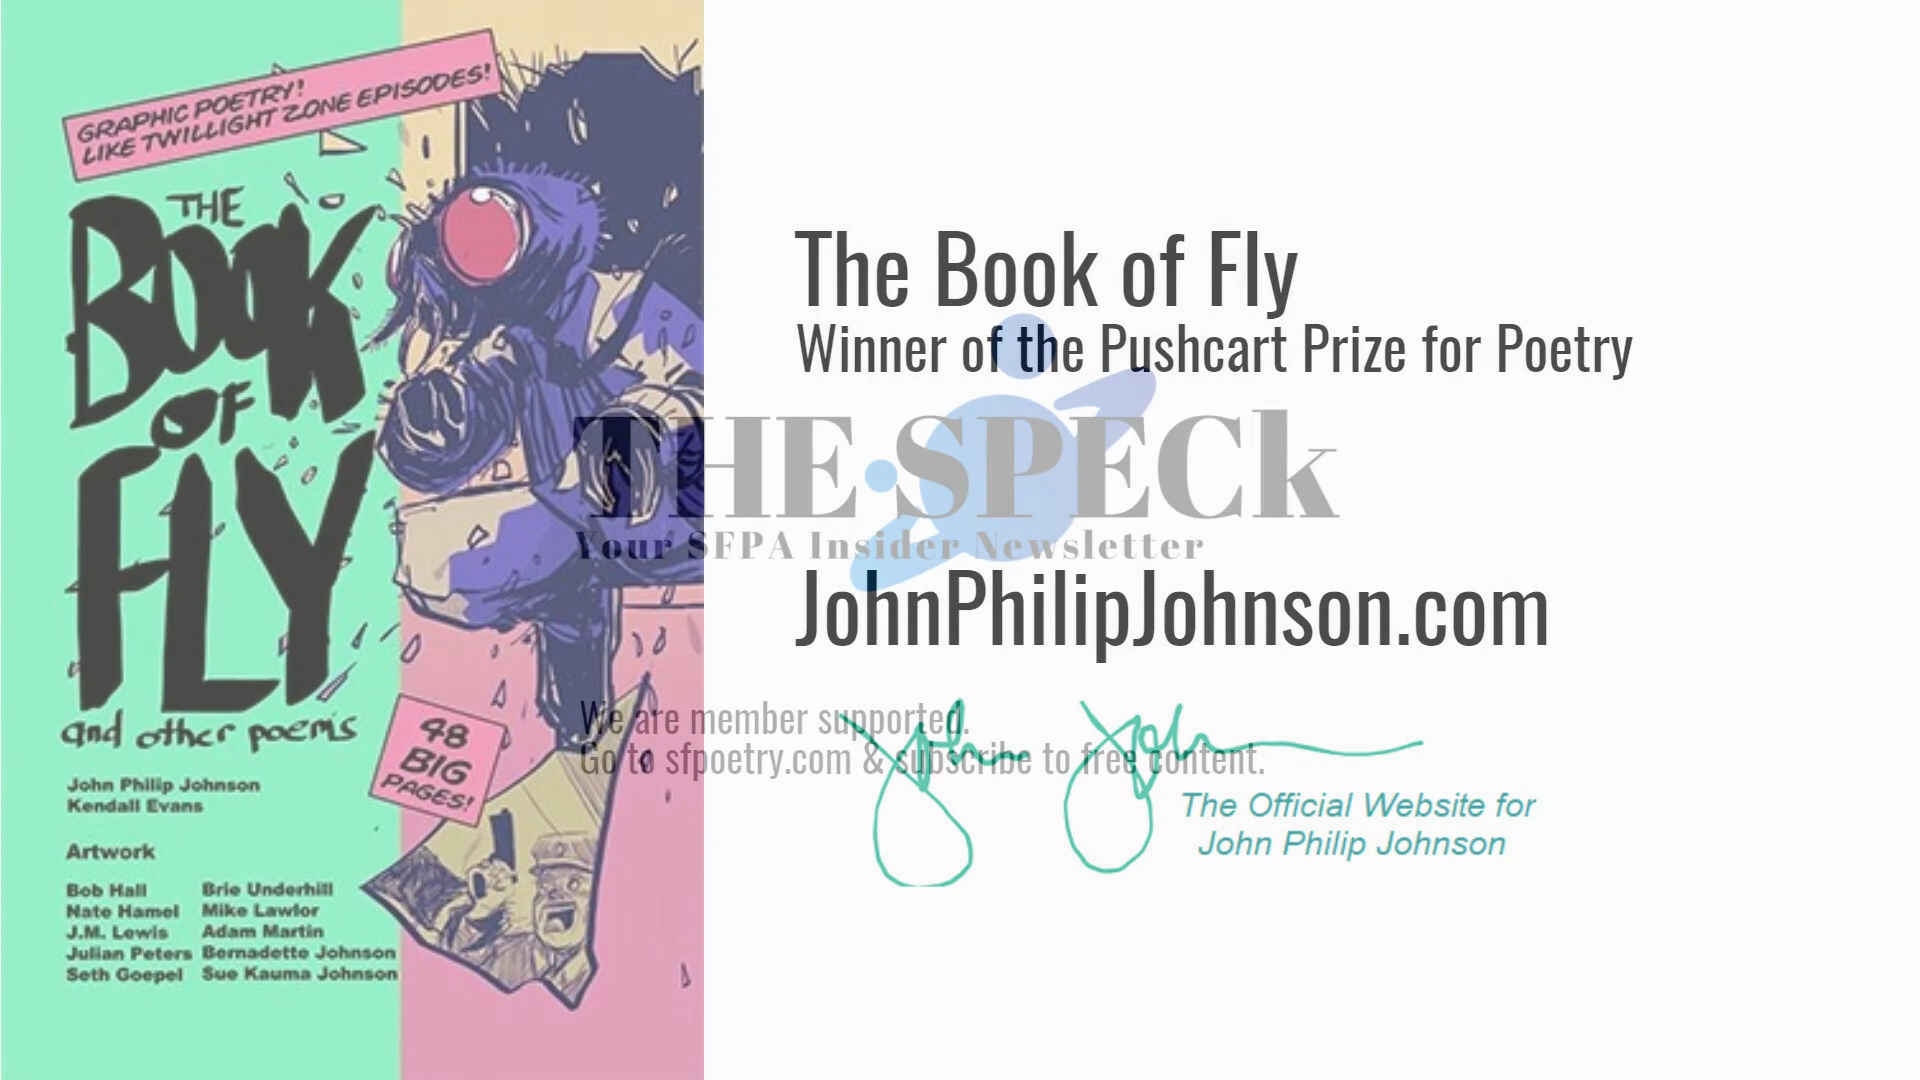 GRAPHIC POETRY!
LIKE TWILLIGHT ZONE EPISODES!
THE
BOOK
OF
FLY
and other poems
48
BIG
PAGES!
John Philip Johnson
Kendall Evans
Artwork
Bob Hall Brie Underhill
Nate Hamel Mike Lawlor
J.M. Lewis Adam Martin
Julian Peters Bernadette Johnson
Seth Goepel Sue Kauma Johnson
The Book of Fly
Winner of the Pushcart Prize for Poetry
THE SPECk
Your SFPA Insider Newsletter
JohnPhilipJohnson.com
We are member supported.
Go to sfpoetry.com & subscribe to free content.
John Joh
The Official Website for
John Philip Johnson